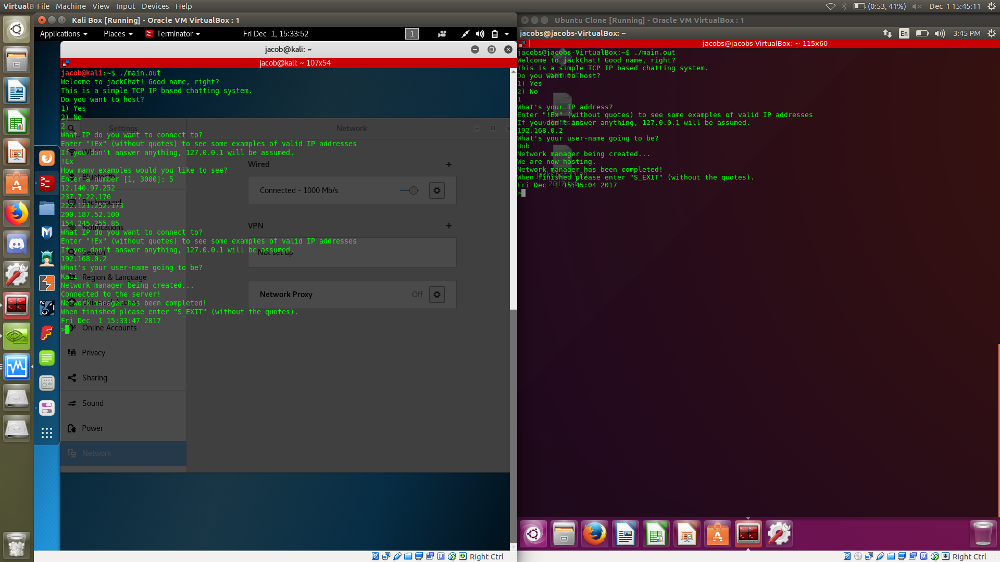 VirtualB File Machine View Input Devices Help
(0:53, 41%) Dec 1 15:45:11
Kali Box [Running] - Oracle VM VirtualBox : 1
Applications Places Terminator Fri Dec 1, 15:33:52 1
jacob@kali: ~
jacob@kali: ~ 107x54
jacob@kali:~$ ./main.out
Welcome to jackChat! Good name, right?
This is a simple TCP IP based chatting system.
Do you want to host?
1) Yes
2) No
2
What IP do you want to connect to?
Enter "!Ex" (without quotes) to see some examples of valid IP addresses
If you don't answer anything, 127.0.0.1 will be assumed.
!Ex
How many examples would you like to see?
Enter a number [1, 3000]: 5
12.140.97.252
237.7.22.176
222.121.252.173
200.187.52.100
154.245.255.85
What IP do you want to connect to?
Enter "!Ex" (without quotes) to see some examples of valid IP addresses
If you don't answer anything, 127.0.0.1 will be assumed.
192.168.0.2
What's your user-name going to be?
Kali
Network manager being created...
Connected to the server!
Network manager has been completed!
When finished please enter "S_EXIT" (without the quotes).
Fri Dec  1 15:33:47 2017
>
Settings
Network
Wi-Fi
Bluetooth
Background
Notifications
Search
Region & Language
Universal Access
Online Accounts
Privacy
Sharing
Sound
Power
Network
Wired +
Connected - 1000 Mb/s
VPN +
Not set up
Network Proxy Off
Right Ctrl
Ubuntu Clone [Running] - Oracle VM VirtualBox : 1
jacobs@jacobs-VirtualBox: ~ En 3:45 PM
jacobs@jacobs-VirtualBox: ~ 115x60
jacobs@jacobs-VirtualBox:~$ ./main.out
Welcome to jackChat! Good name, right?
This is a simple TCP IP based chatting system.
Do you want to host?
1) Yes
2) No
1
What's your IP address?
Enter "!Ex" (without quotes) to see some examples of valid IP addresses
If you don't answer anything, 127.0.0.1 will be assumed.
192.168.0.2
What's your user-name going to be?
Bob
Network manager being created...
We are now hosting.
Network manager has been completed!
When finished please enter "S_EXIT" (without the quotes).
Fri Dec  1 15:45:04 2017
>
main.out
Right Ctrl